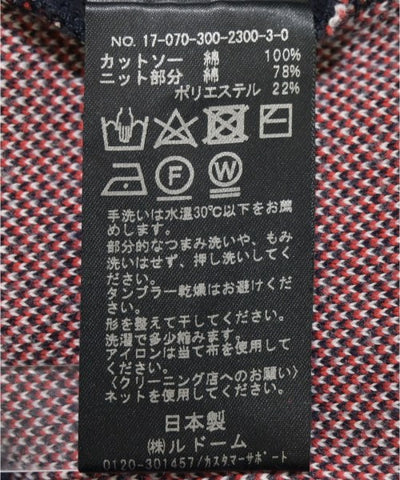 NO. 17-070-300-2300-3-0
カットソー 綿 100%
ニット部分 綿 78%
ポリエステル 22%
F W
手洗いは水温30℃以下をお薦
めします。
部分的なつまみ洗いや、もみ
洗いはせず、押し洗いしてく
ださい。
タンブラー乾燥はお避けくだ
さい。
形を整えて干してください。
洗濯で多少縮みます。
アイロンは当て布を使用して
ください。
〈クリーニング店へのお願い〉
ネットを使用してください。
日本製
㈱ルドーム
0120-301457/カスタマーサポート